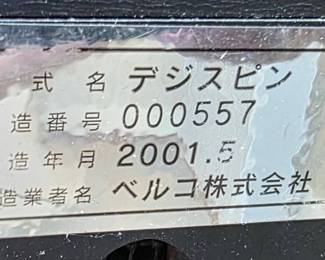 式名 デジスピン
造番号 000557
造年月 2001.5
造業者名 ベルコ株式会社